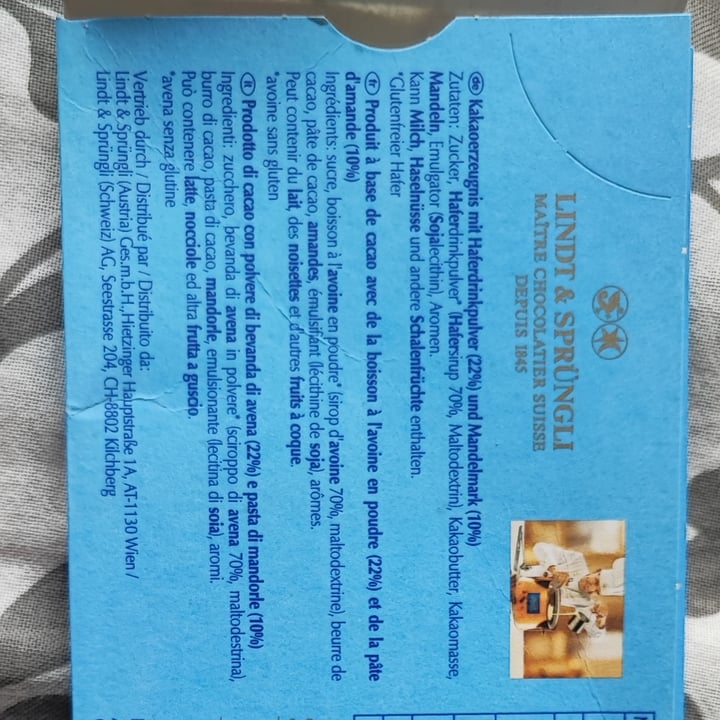 LINDT & SPRÜNGLI
MAÎTRE CHOCOLATIER SUISSE
DEPUIS 1845
de Kakaoerzeugnis mit Haferdrinkpulver (22%) und Mandelmark (10%)
Zutaten: Zucker, Haferdrinkpulver* (Hafersirup 70%, Maltodextrin), Kakaobutter, Kakaomasse,
Mandeln, Emulgator (Sojalecithin), Aromen.
Kann Milch, Haselnüsse und andere Schalenfrüchte enthalten.
*Glutenfreier Hafer
fr Produit à base de cacao avec de la boisson à l'avoine en poudre (22%) et de la pâte
d'amande (10%)
Ingrédients: sucre, boisson à l'avoine en poudre* (sirop d'avoine 70%, maltodextrine), beurre de
cacao, pâte de cacao, amandes, émulsifiant (lécithine de soja), arômes.
Peut contenir du lait, des noisettes et d'autres fruits à coque.
*avoine sans gluten
it Prodotto di cacao con polvere di bevanda di avena (22%) e pasta di mandorle (10%)
Ingredienti: zucchero, bevanda di avena in polvere* (sciroppo di avena 70%, maltodestrina),
burro di cacao, pasta di cacao, mandorle, emulsionante (lecitina di soia), aromi.
Può contenere latte, nocciole ed altra frutta a guscio.
*avena senza glutine
Vertrieb durch / Distribué par / Distribuito da:
Lindt & Sprüngli (Austria) Ges.m.b.H., Hietzinger Hauptstraße 1A, AT-1130 Wien /
Lindt & Sprüngli (Schweiz) AG, Seestrasse 204, CH-8802 Kilchberg